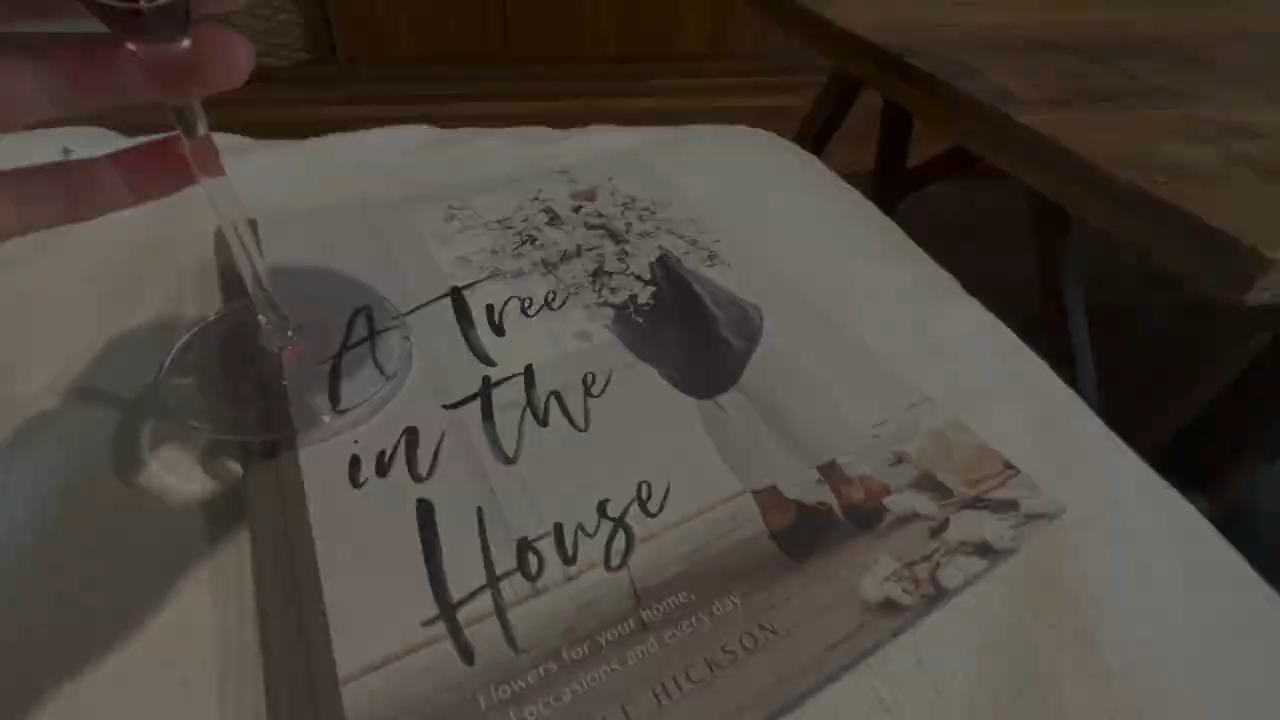 A Tree
in the
House
Flowers for your home,
occasions and every day
HICKSON